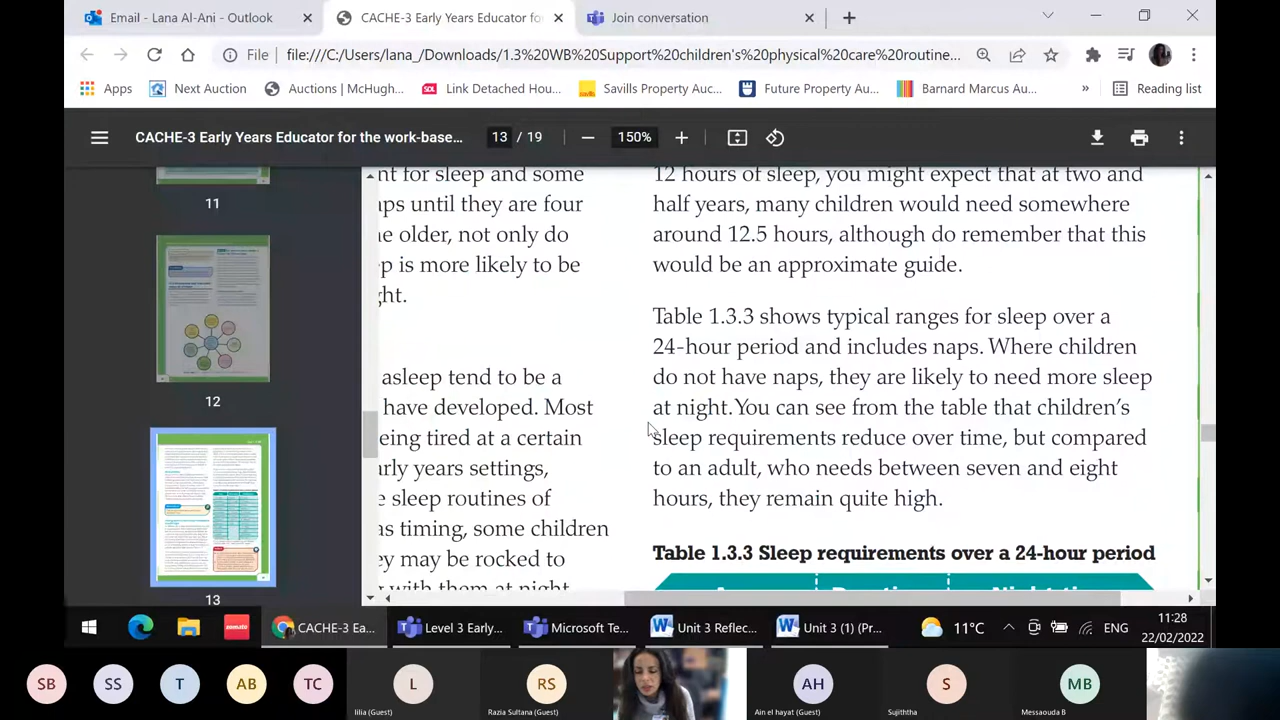 Email - Lana Al-Ani - Outlook
CACHE-3 Early Years Educator fo
Join conversation
File
file:///C:/Users/lana_/Downloads/1.3%20WB%20Support%20children's%20physical%20care%20routine...
Apps
Next Auction
Auctions | McHugh...
Link Detached Hou...
Savills Property Auc...
Future Property Au...
Barnard Marcus Au...
»
Reading list
CACHE-3 Early Years Educator for the work-base...
13 / 19
150%
11
12
13
nt for sleep and some
aps until they are four
e older, not only do
p is more likely to be
ght.
asleep tend to be a
have developed. Most
eing tired at a certain
arly years settings,
e sleep routines of
as timing, some children
ey may be rocked to
with them at night
12 hours of sleep, you might expect that at two and
half years, many children would need somewhere
around 12.5 hours, although do remember that this
would be an approximate guide.
Table 1.3.3 shows typical ranges for sleep over a
24-hour period and includes naps. Where children
do not have naps, they are likely to need more sleep
at night. You can see from the table that children's
sleep requirements reduce over time, but compared
to an adult, who needs between seven and eight
hours, they remain quite high.
Table 1.3.3 Sleep requirements over a 24-hour period
zomato
CACHE-3 Ea...
Level 3 Early...
Microsoft Te...
Unit 3 Reflec...
Unit 3 (1) (Pr...
11°C
ENG
11:28
22/02/2022
SB
SS
T
AB
TC
L
lilia (Guest)
RS
Razia Sultana (Guest)
AH
Ain el hayat (Guest)
S
Sujiththa
MB
Messaouda B